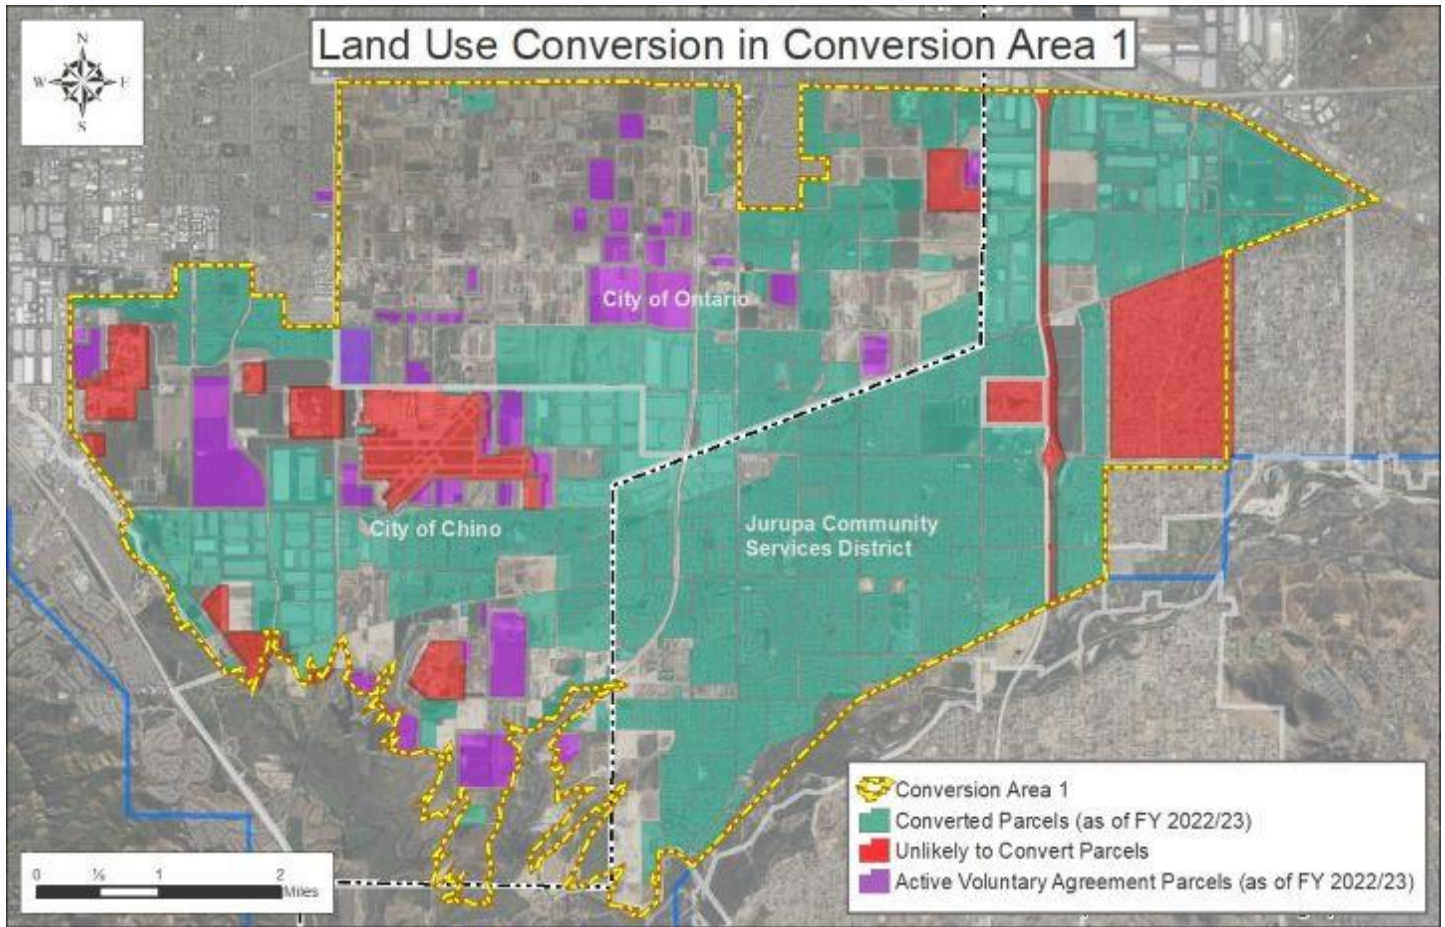 Land Use Conversion in Conversion Area 1
N
W E
S
City of Ontario
City of Chino
Jurupa Community
Services District
Conversion Area 1
Converted Parcels (as of FY 2022/23)
Unlikely to Convert Parcels
Active Voluntary Agreement Parcels (as of FY 2022/23)
0 ½ 1 2
Miles